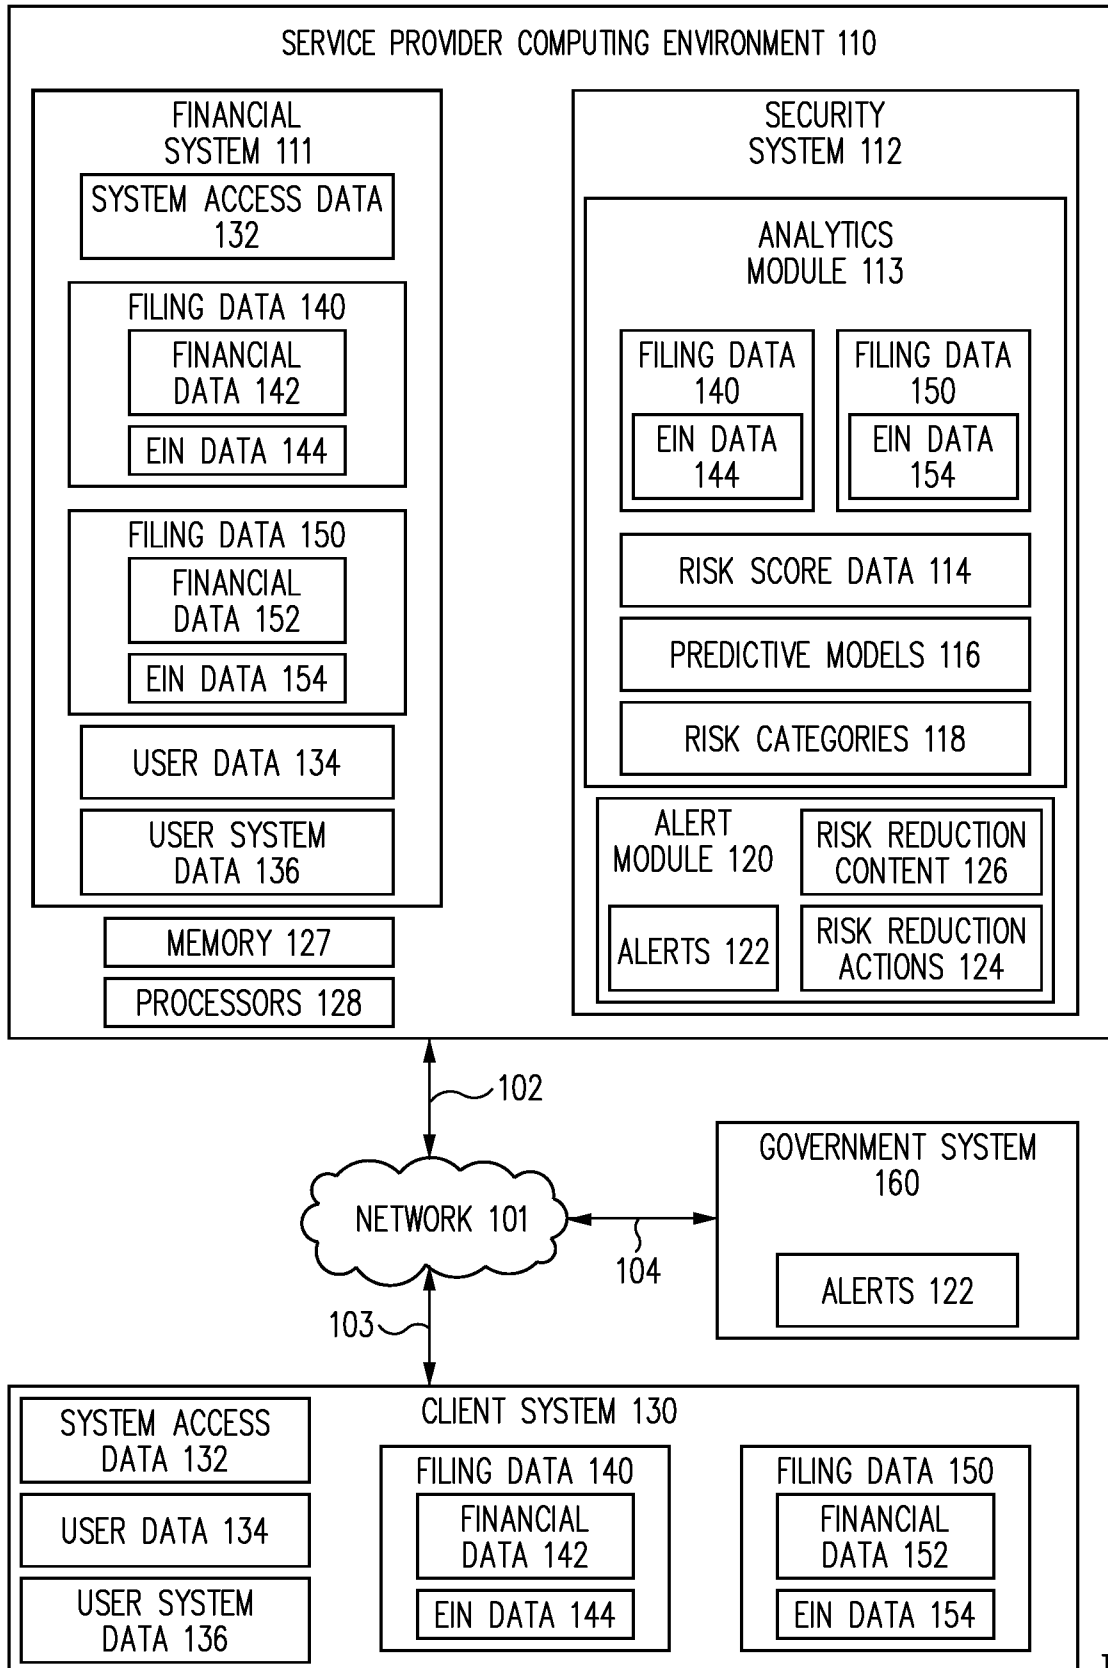 SERVICE PROVIDER COMPUTING ENVIRONMENT 110
FINANCIAL
SYSTEM 111
SYSTEM ACCESS DATA
132
FILING DATA 140
FINANCIAL
DATA 142
EIN DATA 144
FILING DATA 150
FINANCIAL
DATA 152
EIN DATA 154
USER DATA 134
USER SYSTEM
DATA 136
MEMORY 127
PROCESSORS 128
SECURITY
SYSTEM 112
ANALYTICS
MODULE 113
FILING DATA
140
EIN DATA
144
FILING DATA
150
EIN DATA
154
RISK SCORE DATA 114
PREDICTIVE MODELS 116
RISK CATEGORIES 118
ALERT
MODULE 120
ALERTS 122
RISK REDUCTION
CONTENT 126
RISK REDUCTION
ACTIONS 124
102
NETWORK 101
104
103
GOVERNMENT SYSTEM
160
ALERTS 122
CLIENT SYSTEM 130
SYSTEM ACCESS
DATA 132
USER DATA 134
USER SYSTEM
DATA 136
FILING DATA 140
FINANCIAL
DATA 142
EIN DATA 144
FILING DATA 150
FINANCIAL
DATA 152
EIN DATA 154